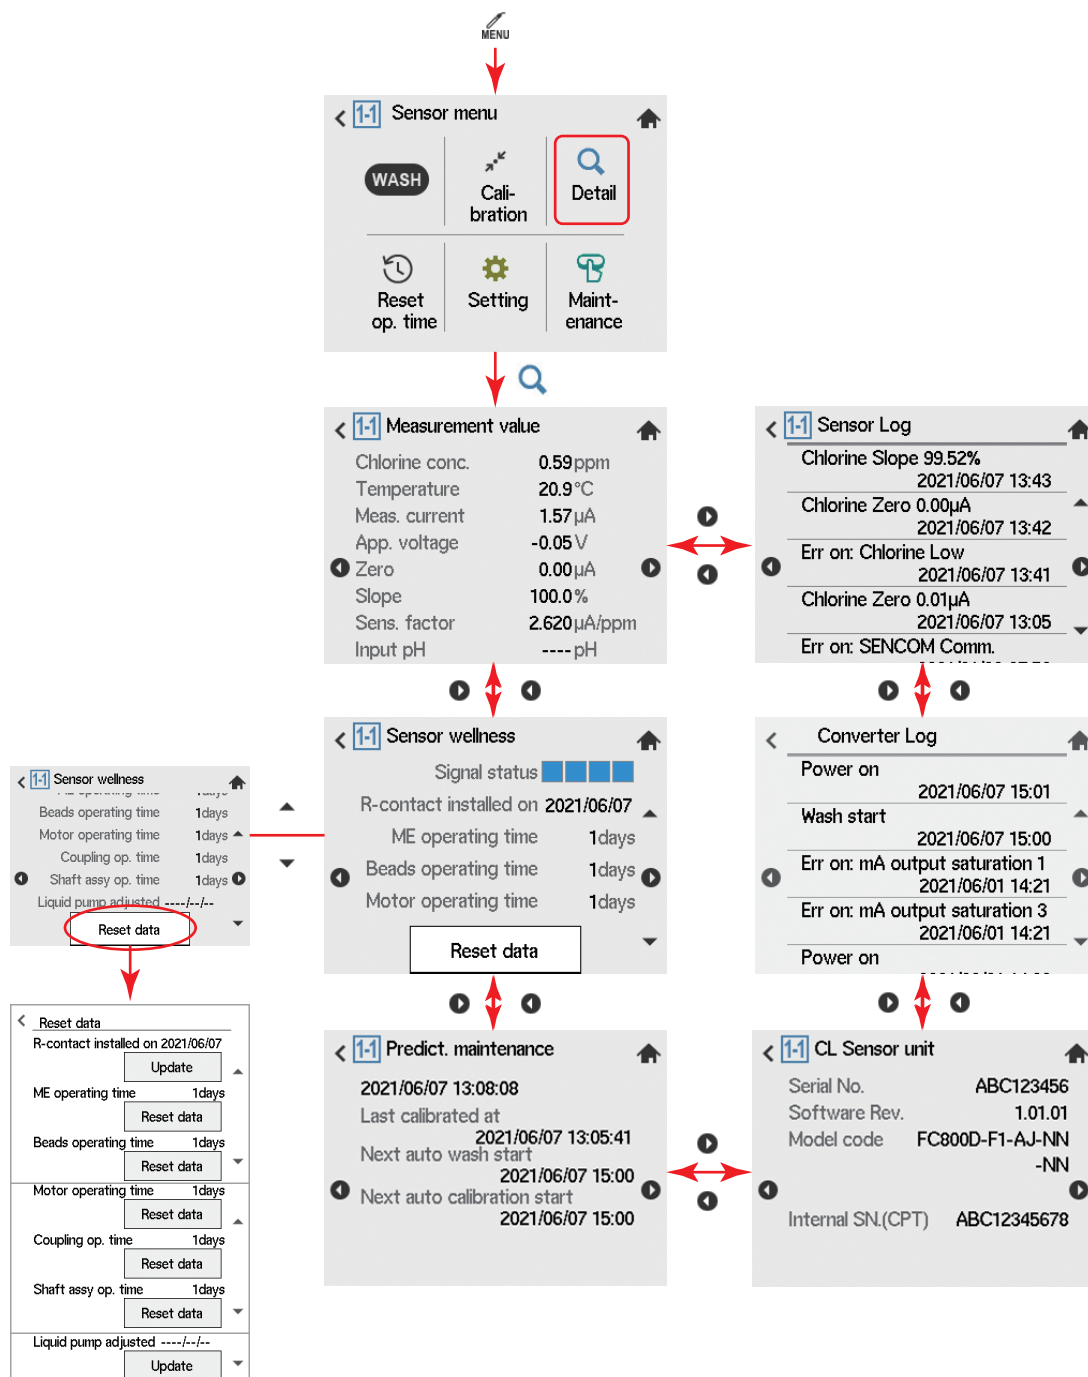 MENU
1-1 Sensor menu
WASH
Cali-
bration
Detail
Reset
op. time
Setting
Maint-
enance
1-1 Measurement value
Chlorine conc. 0.59 ppm
Temperature 20.9 °C
Meas. current 1.57 µA
App. voltage -0.05 V
Zero 0.00 µA
Slope 100.0 %
Sens. factor 2.620 µA/ppm
Input pH ---- pH
1-1 Sensor Log
Chlorine Slope 99.52%
2021/06/07 13:43
Chlorine Zero 0.00µA
2021/06/07 13:42
Err on: Chlorine Low
2021/06/07 13:41
Chlorine Zero 0.01µA
2021/06/07 13:05
Err on: SENCOM Comm.
1-1 Sensor wellness
Signal status
R-contact installed on 2021/06/07
ME operating time 1days
Beads operating time 1days
Motor operating time 1days
Reset data
Converter Log
Power on
2021/06/07 15:01
Wash start
2021/06/07 15:00
Err on: mA output saturation 1
2021/06/01 14:21
Err on: mA output saturation 3
2021/06/01 14:21
Power on
1-1 Sensor wellness
ME operating time 1days
Beads operating time 1days
Motor operating time 1days
Coupling op. time 1days
Shaft assy op. time 1days
Liquid pump adjusted ----/--/--
Reset data
Reset data
R-contact installed on 2021/06/07
Update
ME operating time 1days
Reset data
Beads operating time 1days
Reset data
Motor operating time 1days
Reset data
Coupling op. time 1days
Reset data
Shaft assy op. time 1days
Reset data
Liquid pump adjusted ----/--/--
Update
1-1 Predict. maintenance
2021/06/07 13:08:08
Last calibrated at
2021/06/07 13:05:41
Next auto wash start
2021/06/07 15:00
Next auto calibration start
2021/06/07 15:00
1-1 CL Sensor unit
Serial No. ABC123456
Software Rev. 1.01.01
Model code FC800D-F1-AJ-NN
-NN
Internal SN.(CPT) ABC12345678